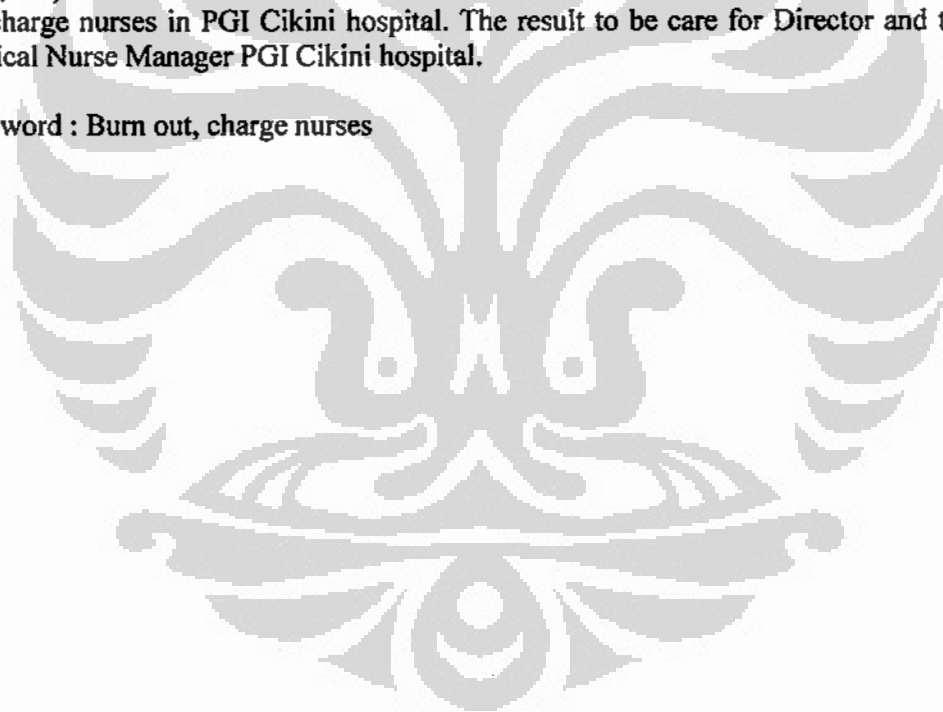 charge nurses in PGI Cikini hospital. The result to be care for Director and
ical Nurse Manager PGI Cikini hospital.
word : Burn out, charge nurses